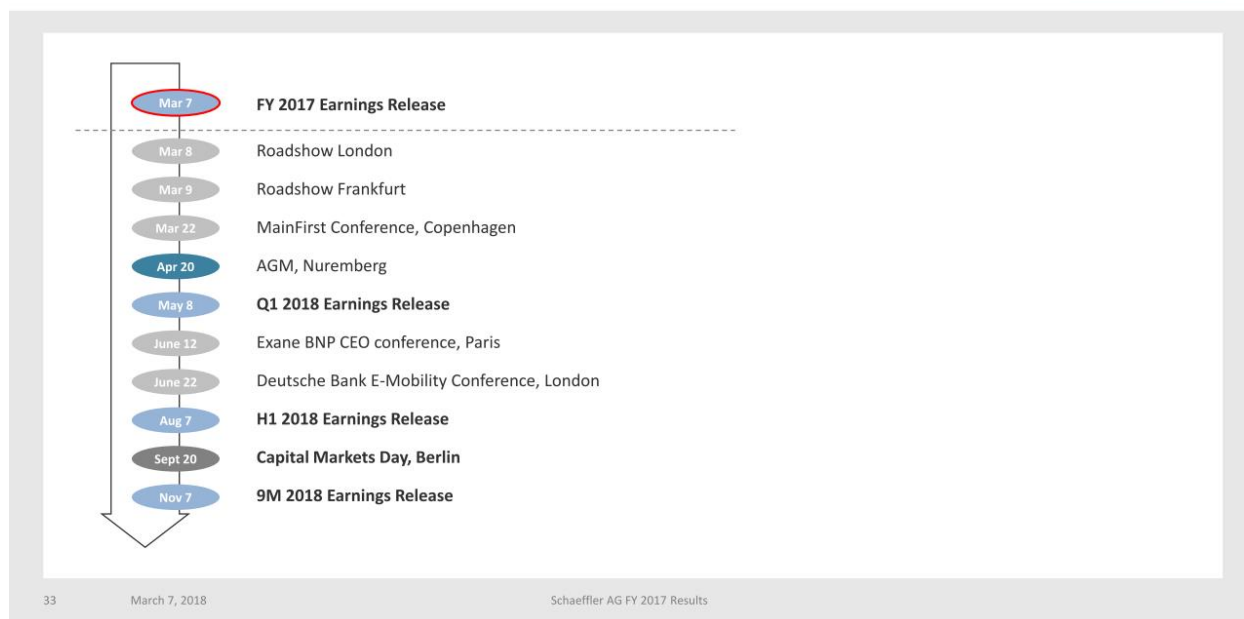 Mar 7 FY 2017 Earnings Release
Mar 8 Roadshow London
Mar 9 Roadshow Frankfurt
Mar 22 MainFirst Conference, Copenhagen
Apr 20 AGM, Nuremberg
May 8 Q1 2018 Earnings Release
June 12 Exane BNP CEO conference, Paris
June 22 Deutsche Bank E-Mobility Conference, London
Aug 7 H1 2018 Earnings Release
Sept 20 Capital Markets Day, Berlin
Nov 7 9M 2018 Earnings Release
33 March 7, 2018 Schaeffler AG FY 2017 Results